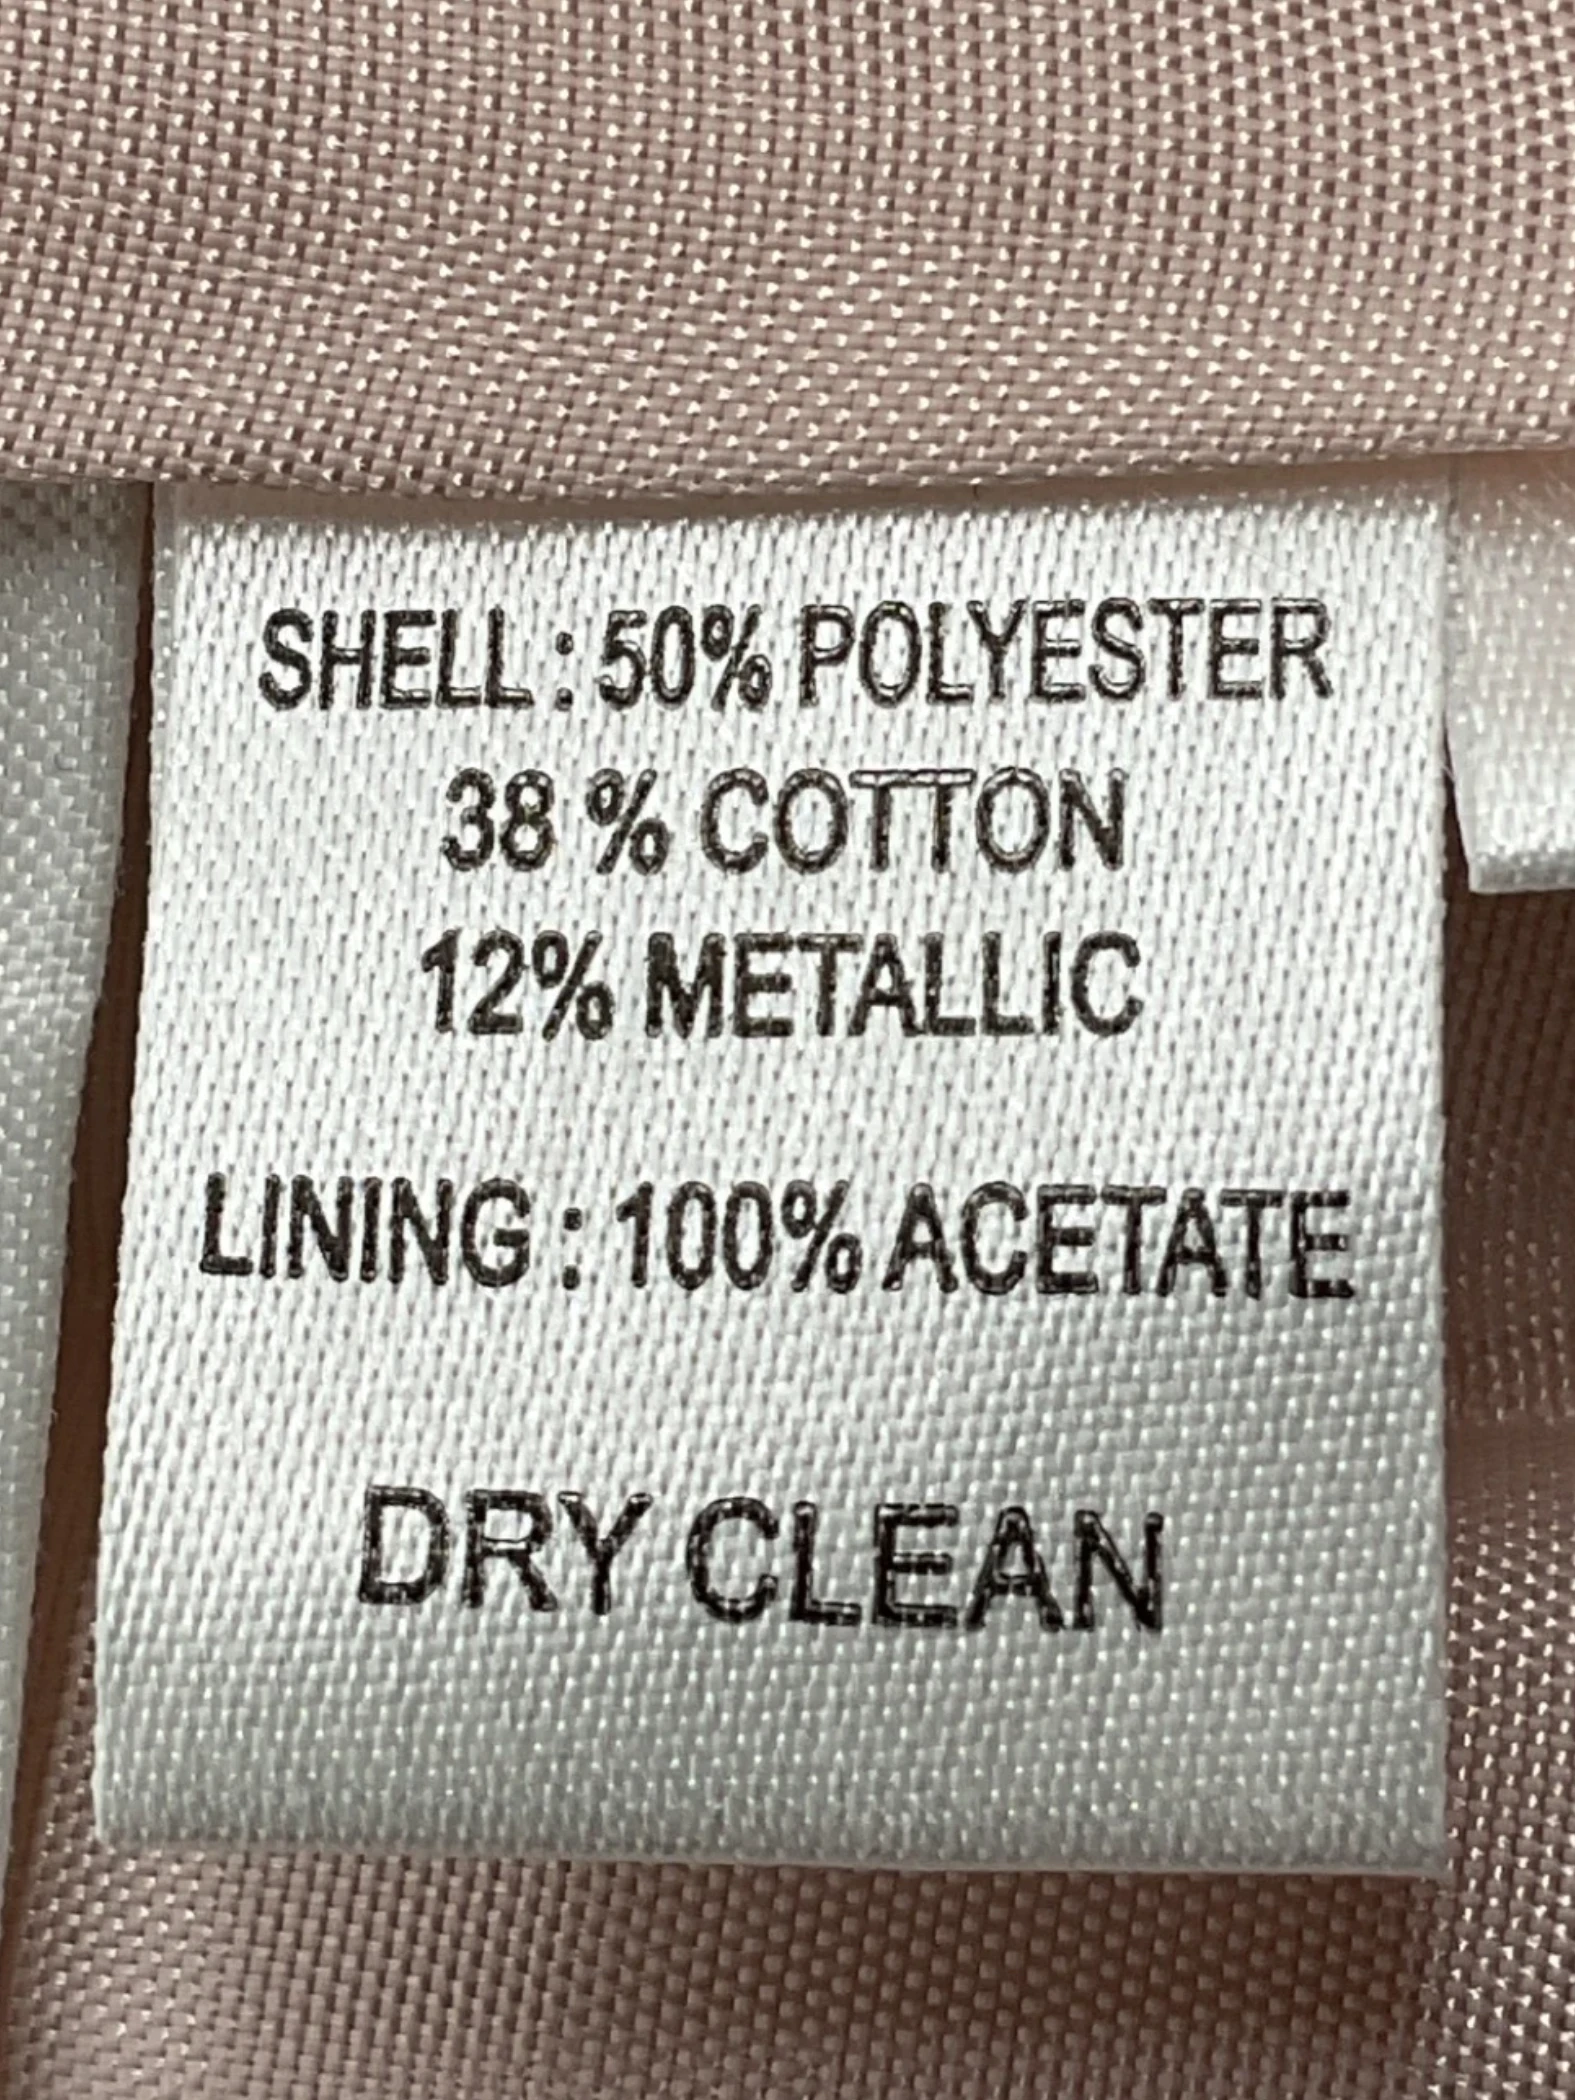 SHELL : 50% POLYESTER
38 % COTTON
12% METALLIC
LINING : 100% ACETATE
DRY CLEAN